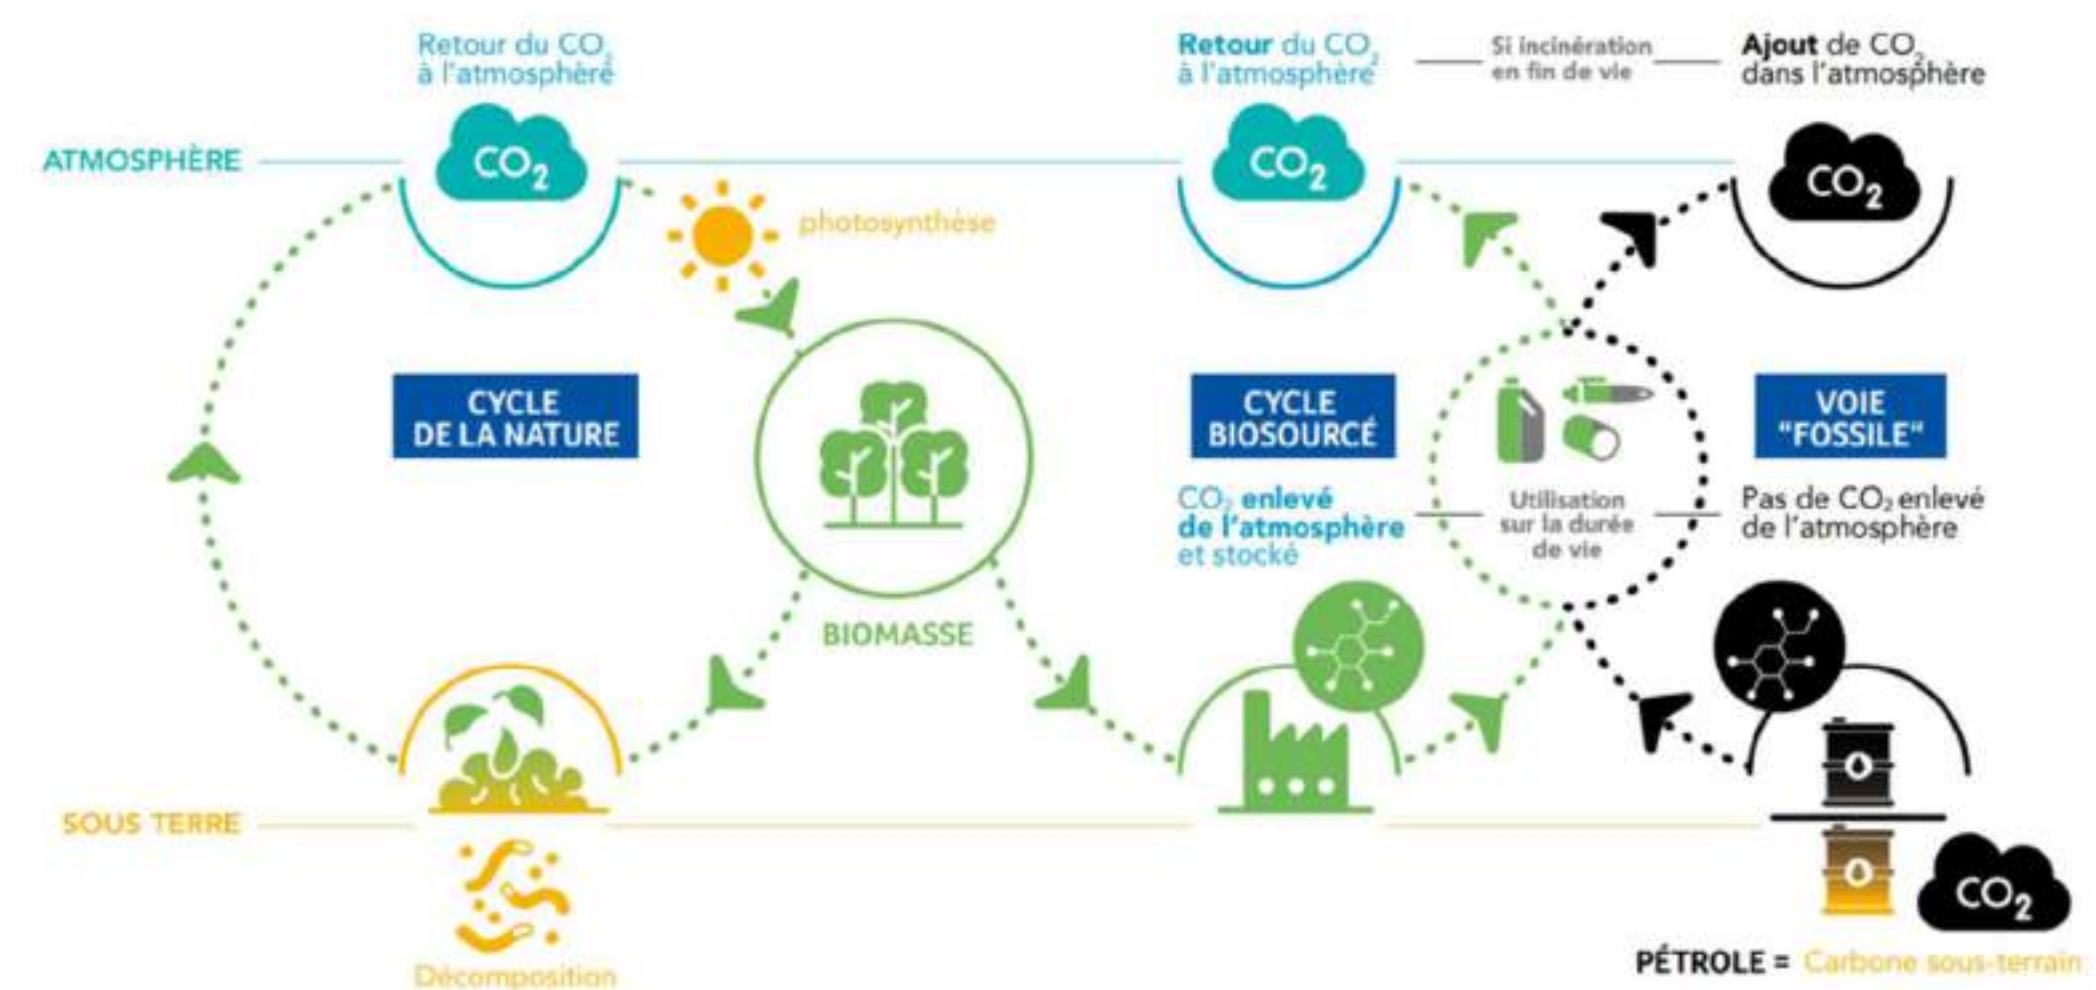 Retour du CO2
à l'atmosphère
Retour du CO2
à l'atmosphère
Si incinération
en fin de vie
Ajout de CO2
dans l'atmosphère
ATMOSPHÈRE
CO2
CO2
CO2
photosynthèse
CYCLE
DE LA NATURE
CYCLE
BIOSOURCÉ
VOIE
"FOSSILE"
CO2 enlevé
de l'atmosphère
et stocké
Utilisation
sur la durée
de vie
Pas de CO2 enlevé
de l'atmosphère
BIOMASSE
SOUS TERRE
CO2
Décomposition
PÉTROLE = Carbone sous-terrain